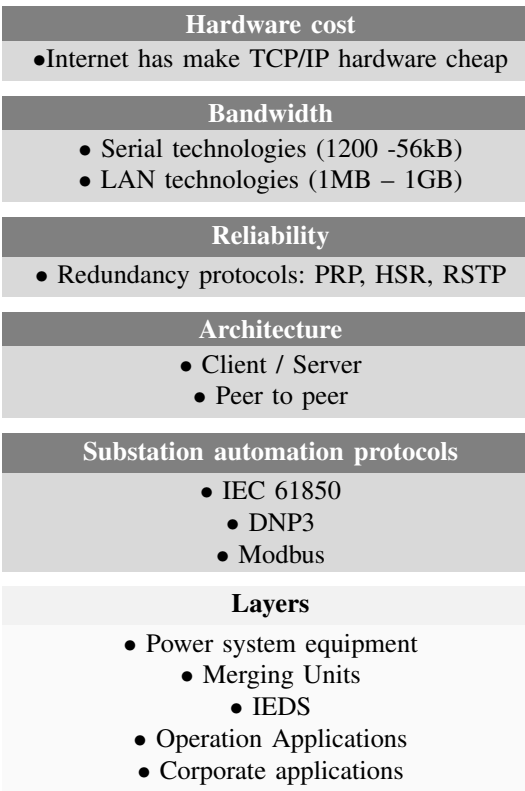 Hardware cost
•Internet has make TCP/IP hardware cheap
Bandwidth
• Serial technologies (1200 -56kB)
• LAN technologies (1MB – 1GB)
Reliability
• Redundancy protocols: PRP, HSR, RSTP
Architecture
• Client / Server
• Peer to peer
Substation automation protocols
• IEC 61850
• DNP3
• Modbus
Layers
• Power system equipment
• Merging Units
• IEDS
• Operation Applications
• Corporate applications